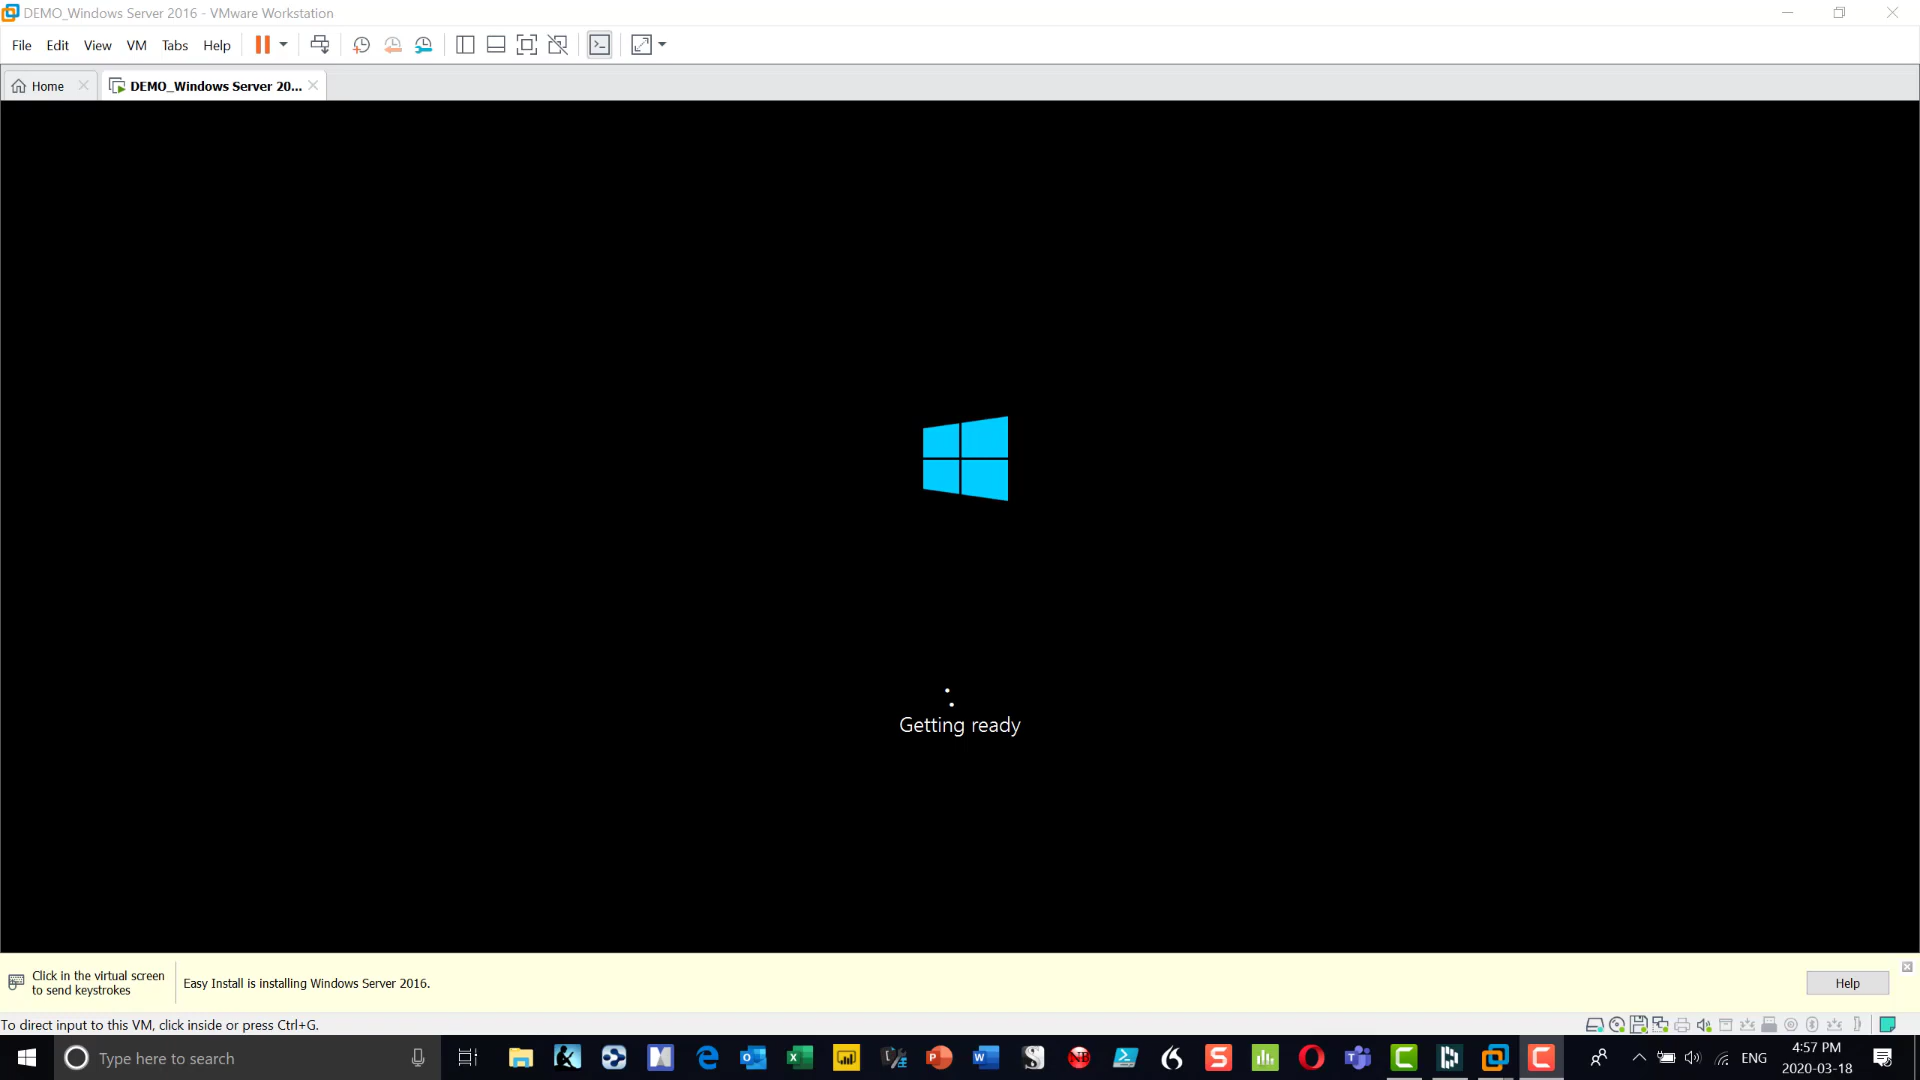 DEMO_Windows Server 2016 - VMware Workstation
File Edit View VM Tabs Help
Home DEMO_Windows Server 20...
Getting ready
Click in the virtual screen
to send keystrokes
Easy Install is installing Windows Server 2016.
Help
To direct input to this VM, click inside or press Ctrl+G.
Type here to search
ENG
4:57 PM
2020-03-18